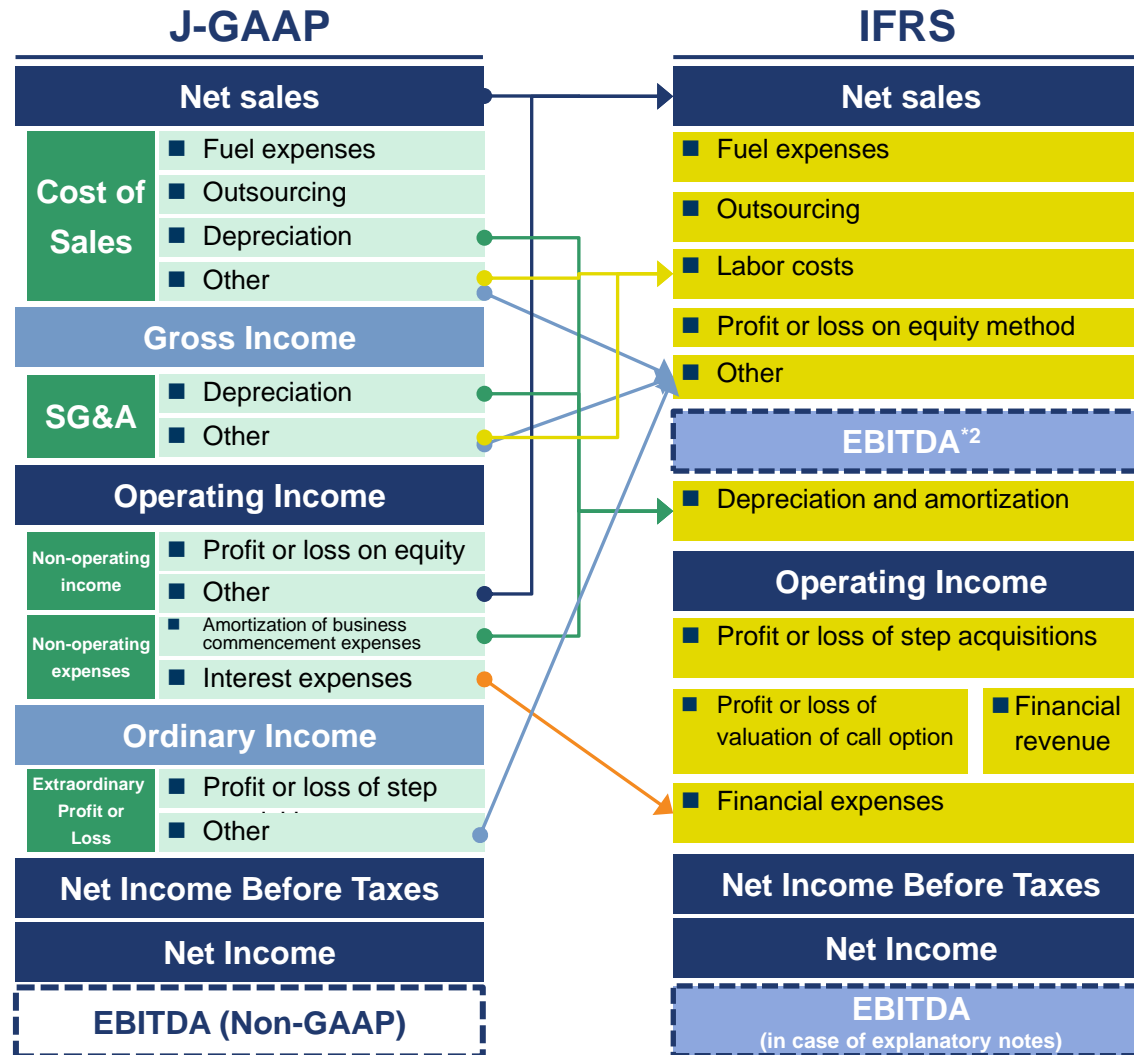 J-GAAP
Net sales
Cost of
Sales
■ Fuel expenses
■ Outsourcing
■ Depreciation
■ Other
Gross Income
SG&A
■ Depreciation
■ Other
Operating Income
Non-operating
income
■ Profit or loss on equity
■ Other
Non-operating
expenses
■ Amortization of business
commencement expenses
■ Interest expenses
Ordinary Income
Extraordinary
Profit or
Loss
■ Profit or loss of step
■ Other
Net Income Before Taxes
Net Income
EBITDA (Non-GAAP)
IFRS
Net sales
■ Fuel expenses
■ Outsourcing
■ Labor costs
■ Profit or loss on equity method
■ Other
EBITDA*2
■ Depreciation and amortization
Operating Income
■ Profit or loss of step acquisitions
■ Profit or loss of
valuation of call option
■ Financial
revenue
■ Financial expenses
Net Income Before Taxes
Net Income
EBITDA
(in case of explanatory notes)